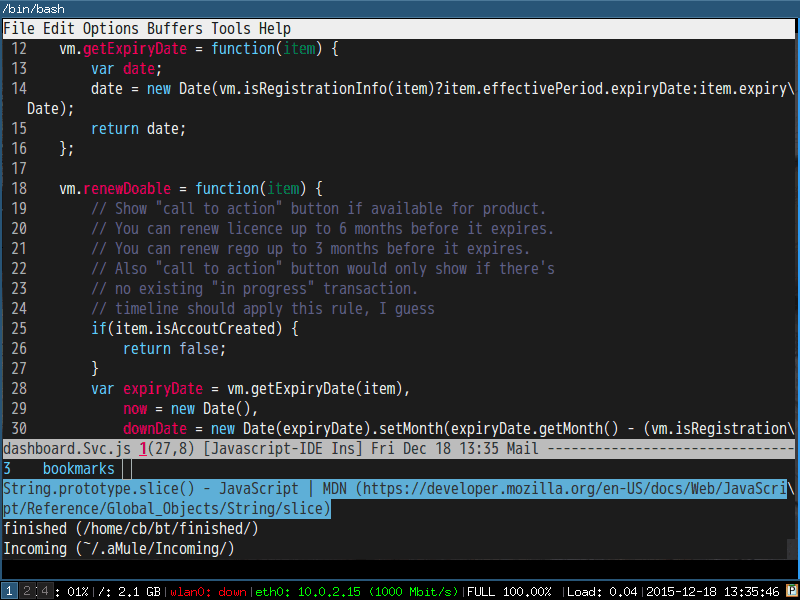 /bin/bash
File Edit Options Buffers Tools Help
12    vm.getExpiryDate = function(item) {
13        var date;
14        date = new Date(vm.isRegistrationInfo(item)?item.effectivePeriod.expiryDate:item.expiry\
Date);
15        return date;
16    };
17
18    vm.renewDoable = function(item) {
19        // Show "call to action" button if available for product.
20        // You can renew licence up to 6 months before it expires.
21        // You can renew rego up to 3 months before it expires.
22        // Also "call to action" button would only show if there's
23        // no existing "in progress" transaction.
24        // timeline should apply this rule, I guess
25        if(item.isAccoutCreated) {
26            return false;
27        }
28        var expiryDate = vm.getExpiryDate(item),
29            now = new Date(),
30            downDate = new Date(expiryDate).setMonth(expiryDate.getMonth() - (vm.isRegistration\
dashboard.Svc.js 1(27,8) [Javascript-IDE Ins] Fri Dec 18 13:35 Mail -------------------------------
3    bookmarks
String.prototype.slice() - JavaScript | MDN (https://developer.mozilla.org/en-US/docs/Web/JavaScri\
pt/Reference/Global_Objects/String/slice)
finished (/home/cb/bt/finished/)
Incoming (~/.aMule/Incoming/)
1 2 4 : 01%|/: 2.1 GB|wlan0: down|eth0: 10.0.2.15 (1000 Mbit/s)|FULL 100.00% |Load: 0.04|2015-12-18 13:35:46 P